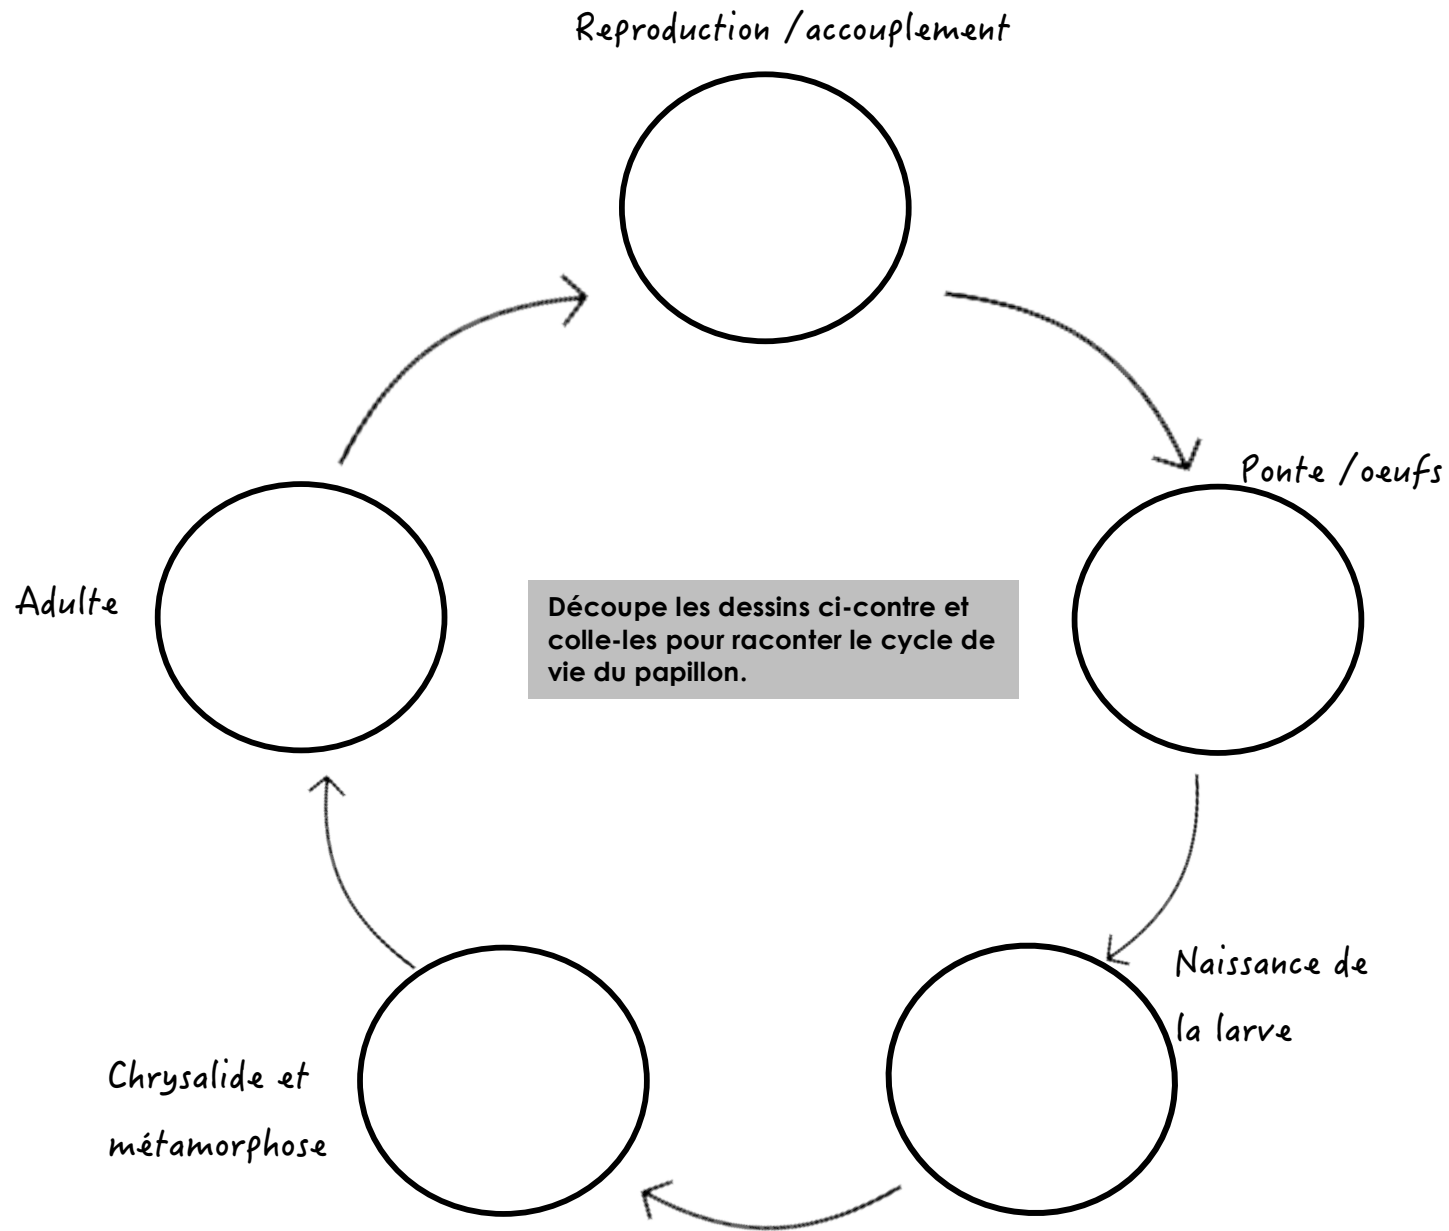 Reproduction / accouplement
Ponte / oeufs
Adulte
Découpe les dessins ci-contre et
colle-les pour raconter le cycle de
vie du papillon.
Naissance de
la larve
Chrysalide et
métamorphose